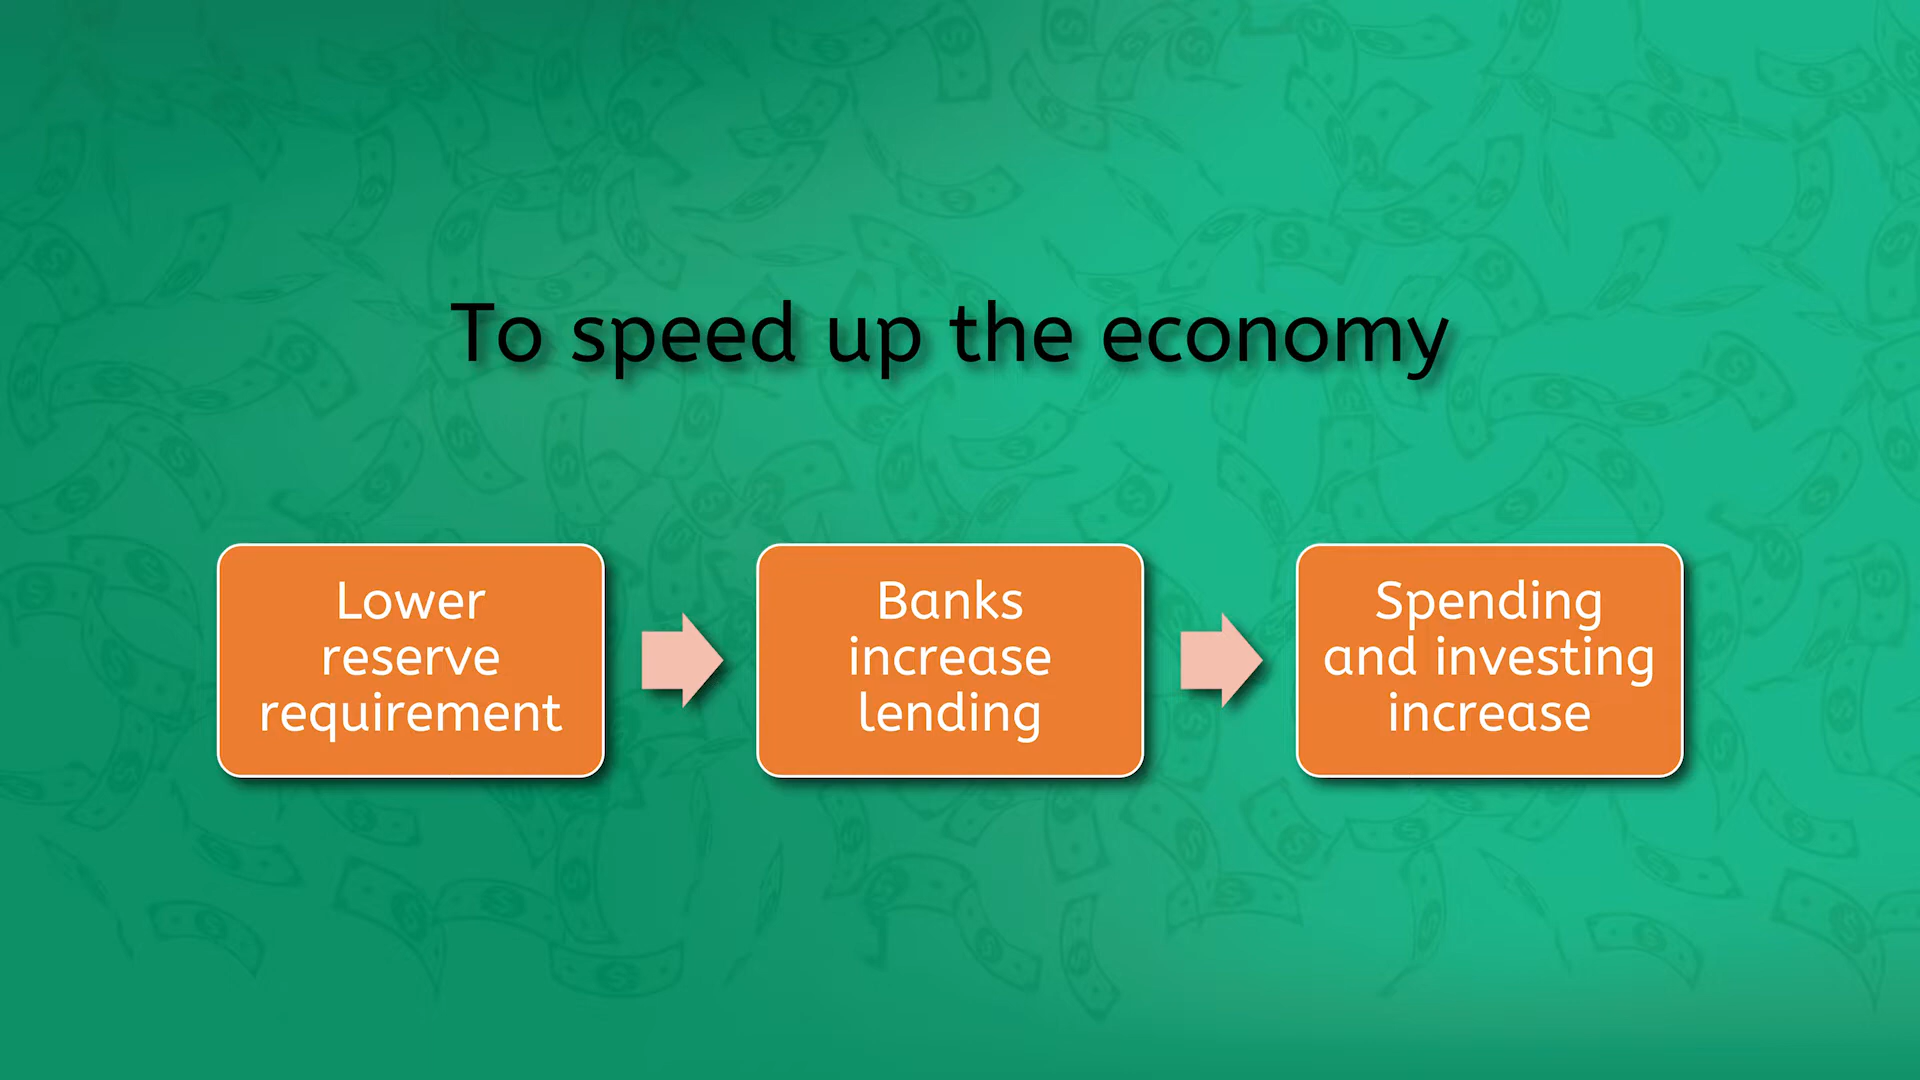 To speed up the economy
Lower
reserve
requirement
Banks
increase
lending
Spending
and investing
increase